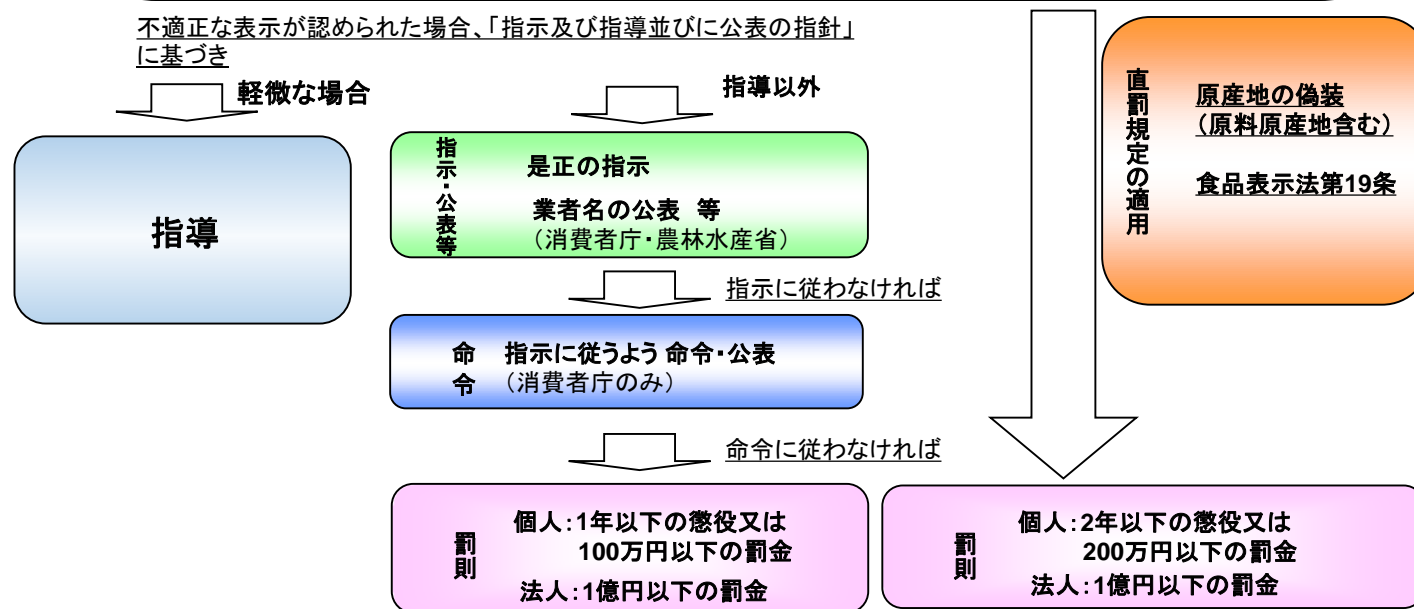 不適正な表示が認められた場合、「指示及び指導並びに公表の指針」
に基づき
軽微な場合
指導以外
指導
指示・公表等
是正の指示
業者名の公表 等
（消費者庁・農林水産省）
指示に従わなければ
命令
指示に従うよう 命令・公表
（消費者庁のみ）
命令に従わなければ
罰則
個人：1年以下の懲役又は
100万円以下の罰金
法人：1億円以下の罰金
直罰規定の適用
原産地の偽装
（原料原産地含む）
食品表示法第19条
罰則
個人：2年以下の懲役又は
200万円以下の罰金
法人：1億円以下の罰金